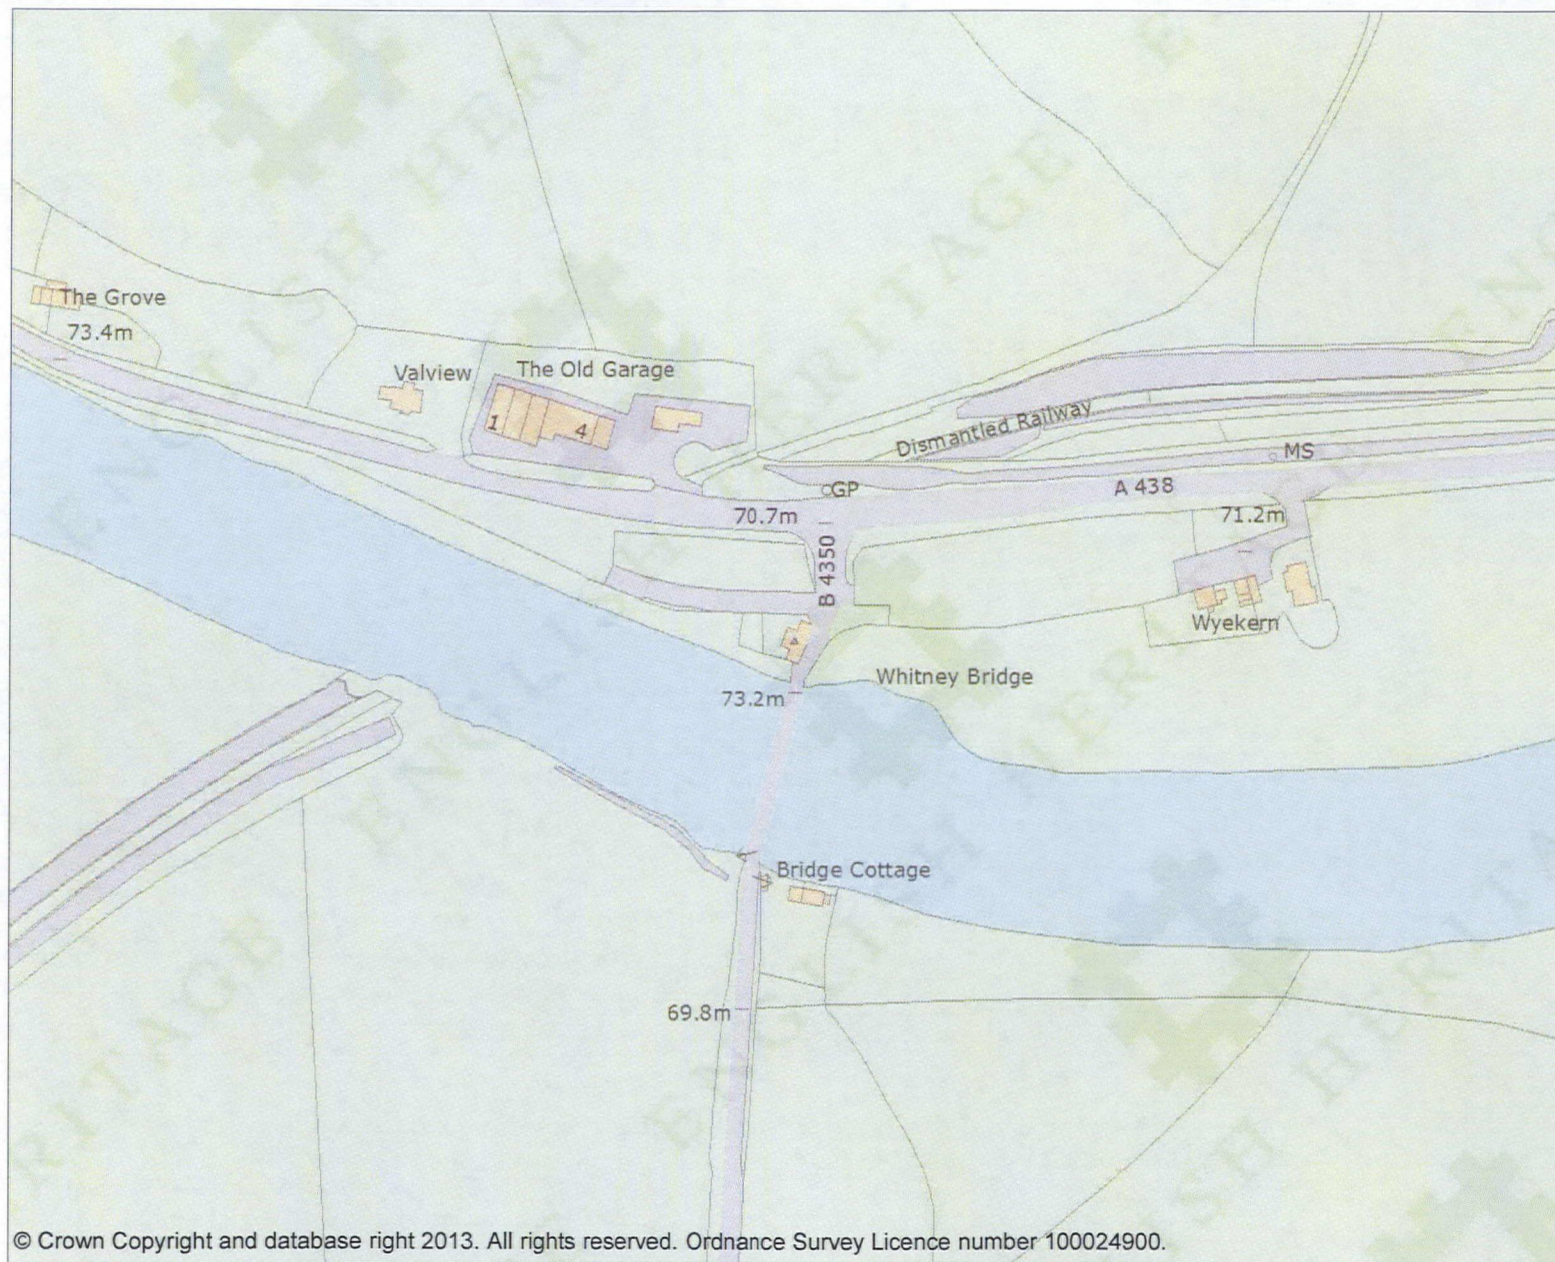 The Grove
73.4m
Valview
The Old Garage
1
4
Dismantled Railway
MS
GP
A 438
70.7m
71.2m
B 4350
Wyekern
Whitney Bridge
73.2m
Bridge Cottage
69.8m
ENGLISH HERITAGE
© Crown Copyright and database right 2013. All rights reserved. Ordnance Survey Licence number 100024900.